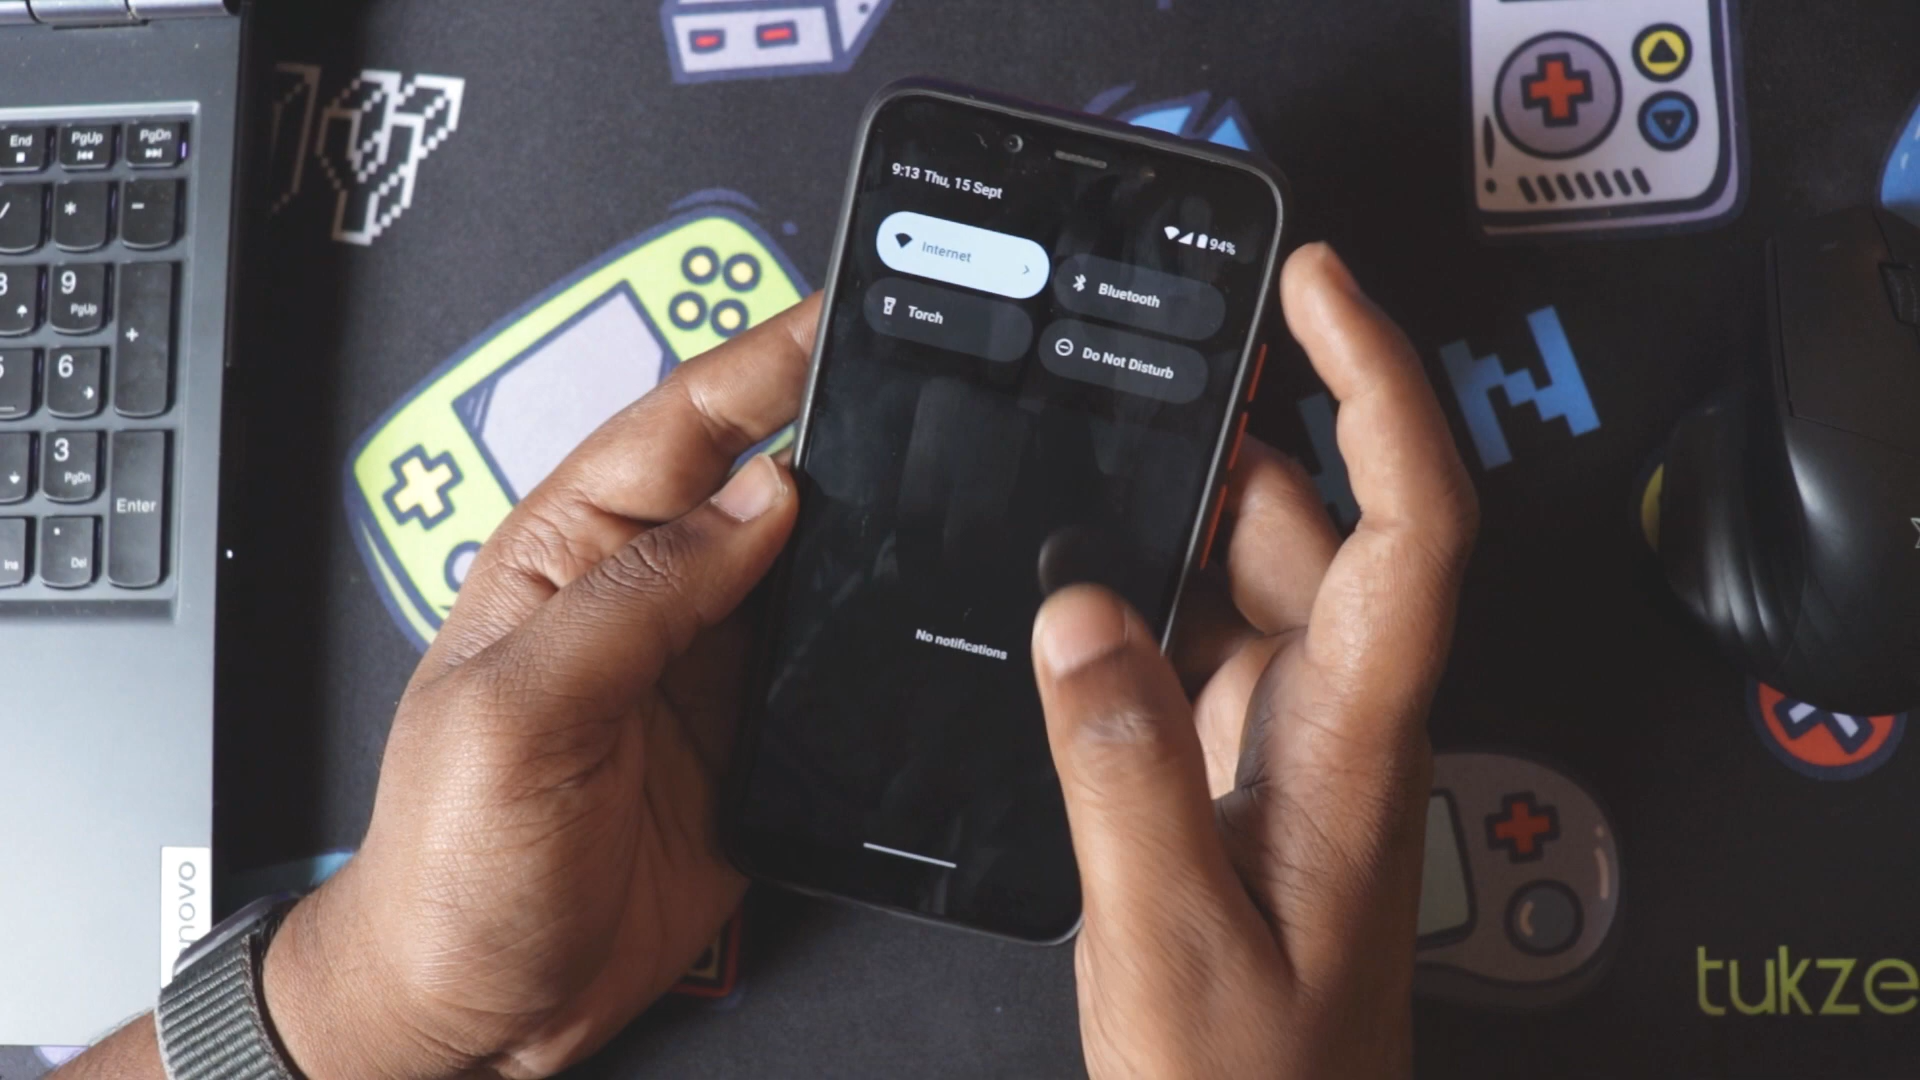 9:13 Thu, 15 Sept
94%
Internet
Bluetooth
Torch
Do Not Disturb
No notifications
End
PgUp
PgDn
/
*
-
9
PgUp
+
6
3
PgDn
Enter
Ins
.
Del
tukze